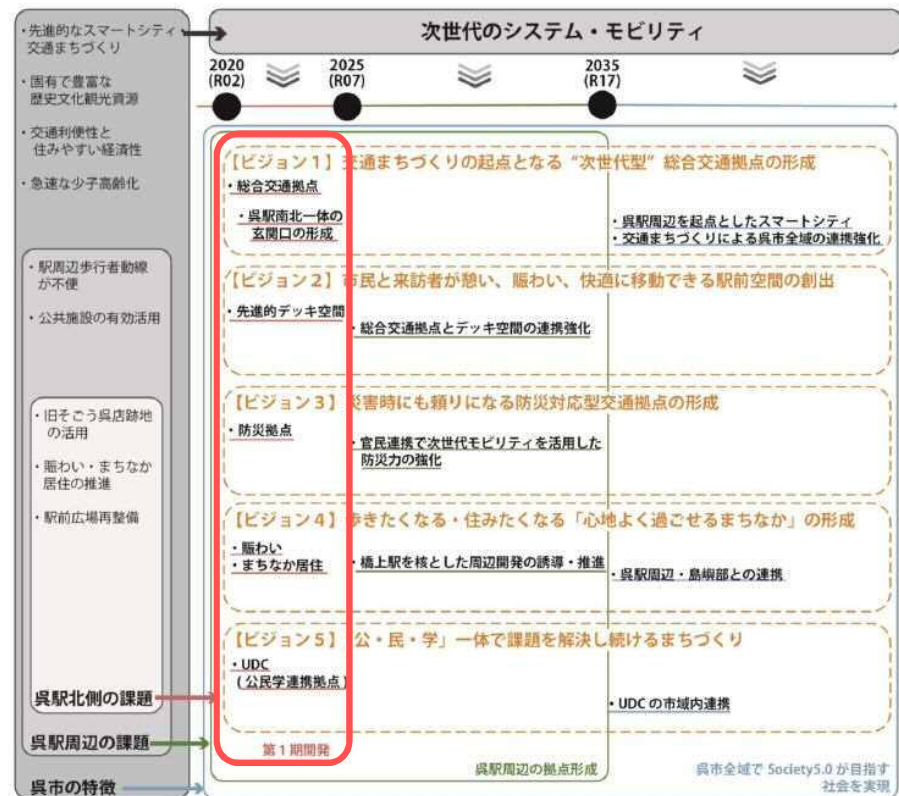 ・先進的なスマートシティ・
交通まちづくり
・固有で豊富な
歴史文化観光資源
・交通利便性と
住みやすい経済性
・急速な少子高齢化
・駅周辺歩行者動線
が不便
・公共施設の有効活用
・旧そごう呉店跡地
の活用
・賑わい・まちなか
居住の推進
・駅前広場再整備
呉駅北側の課題
呉駅周辺の課題
呉市の特徴
次世代のシステム・モビリティ
2020
(R02)
2025
(R07)
2035
(R17)
【ビジョン1】交通まちづくりの起点となる“次世代型”総合交通拠点の形成
・総合交通拠点
・呉駅南北一体の
玄関口の形成
・呉駅周辺を起点としたスマートシティ
・交通まちづくりによる呉市全域の連携強化
【ビジョン2】市民と来訪者が憩い、賑わい、快適に移動できる駅前空間の創出
・先進的デッキ空間
・総合交通拠点とデッキ空間の連携強化
【ビジョン3】災害時にも頼りになる防災対応型交通拠点の形成
・防災拠点
・官民連携で次世代モビリティを活用した
防災力の強化
【ビジョン4】歩きたくなる・住みたくなる「心地よく過ごせるまちなか」の形成
・賑わい
・まちなか居住
・橋上駅を核とした周辺開発の誘導・推進
・呉駅周辺・島嶼部との連携
【ビジョン5】「公・民・学」一体で課題を解決し続けるまちづくり
・UDC
(公民学連携拠点)
・UDCの市域内連携
第1期開発
呉駅周辺の拠点形成
呉市全域でSociety5.0が目指す
社会を実現